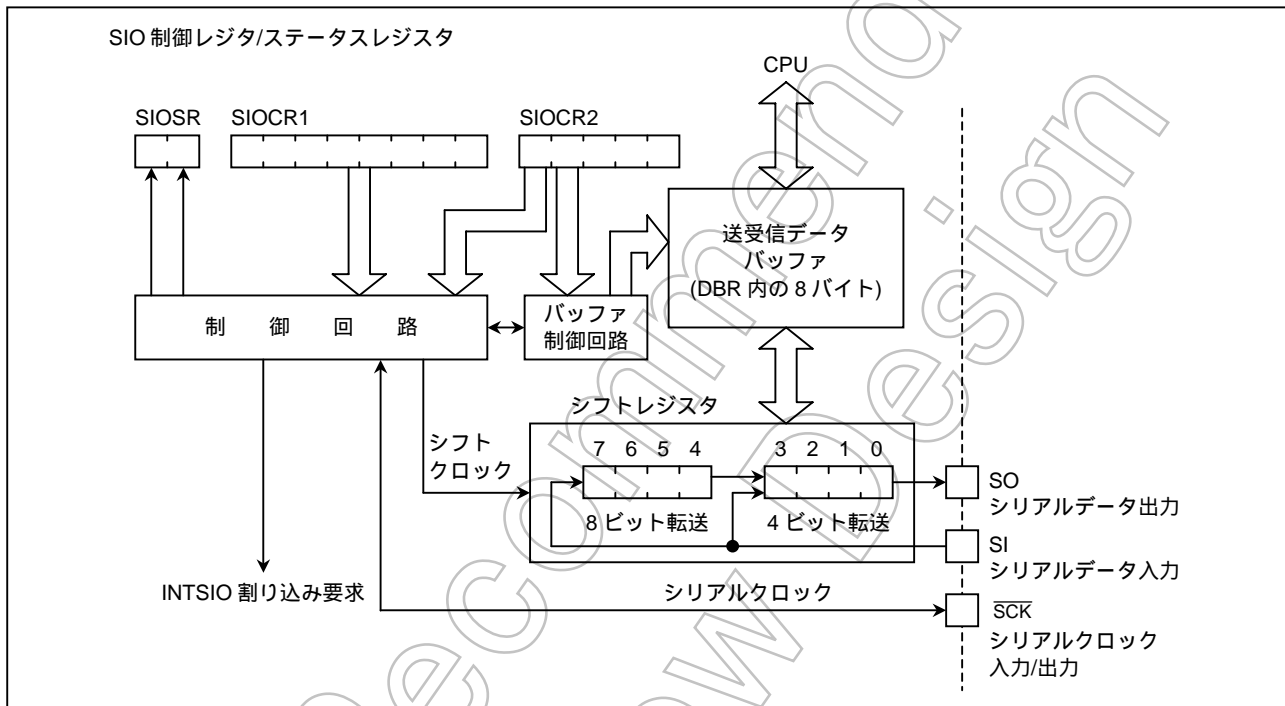 SIO 制御レジタ/ステータスレジスタ
CPU
SIOSR
SIOCR1
SIOCR2
送受信データ
バッファ
(DBR 内の 8 バイト)
制 御 回 路
バッファ
制御回路
シフトレジスタ
シフト
クロック
7 6 5 4
3 2 1 0
8 ビット転送
4 ビット転送
SO
シリアルデータ出力
SI
シリアルデータ入力
INTSIO 割り込み要求
シリアルクロック
SCK
シリアルクロック
入力/出力
ecommend
w Design